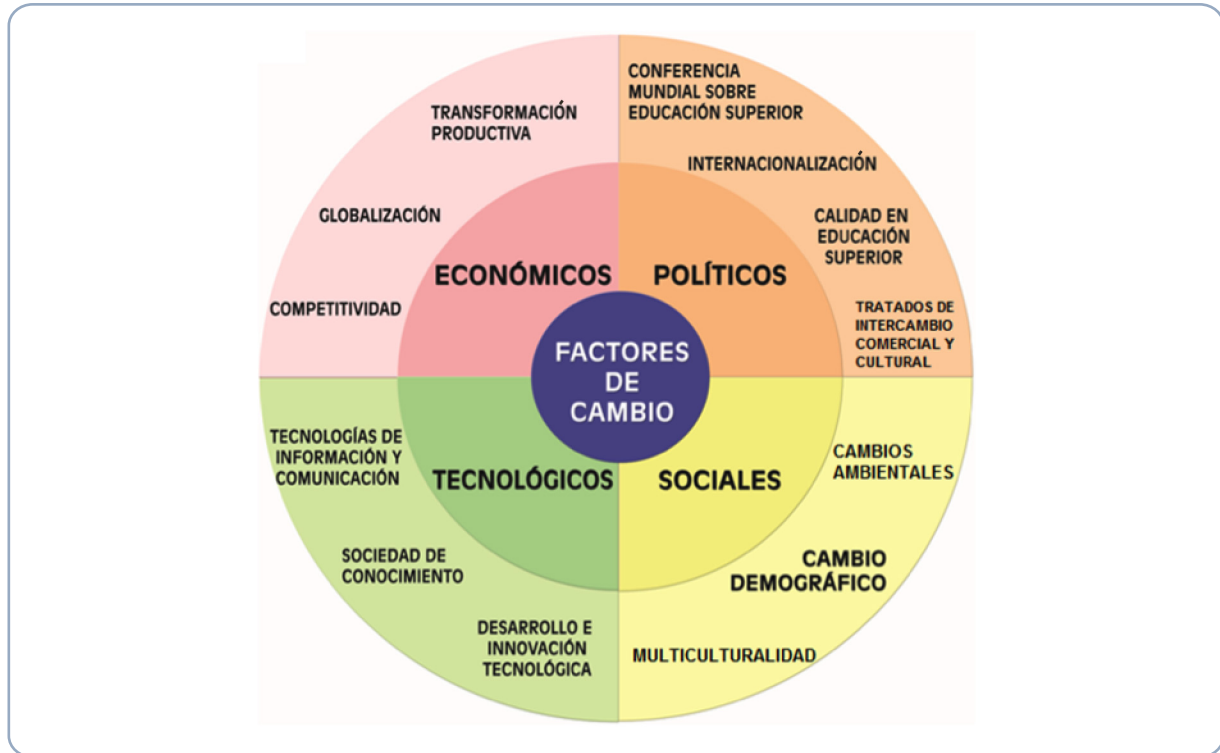 TRANSFORMACIÓN
PRODUCTIVA
GLOBALIZACIÓN
COMPETITIVIDAD
ECONÓMICOS
CONFERENCIA
MUNDIAL SOBRE
EDUCACIÓN SUPERIOR
INTERNACIONALIZACIÓN
CALIDAD EN
EDUCACIÓN
SUPERIOR
TRATADOS DE
INTERCAMBIO
COMERCIAL Y
CULTURAL
POLÍTICOS
FACTORES
DE
CAMBIO
TECNOLOGÍAS DE
INFORMACIÓN Y
COMUNICACIÓN
SOCIEDAD DE
CONOCIMIENTO
DESARROLLO E
INNOVACIÓN
TECNOLÓGICA
TECNOLÓGICOS
SOCIALES
CAMBIOS
AMBIENTALES
CAMBIO
DEMOGRÁFICO
MULTICULTURALIDAD